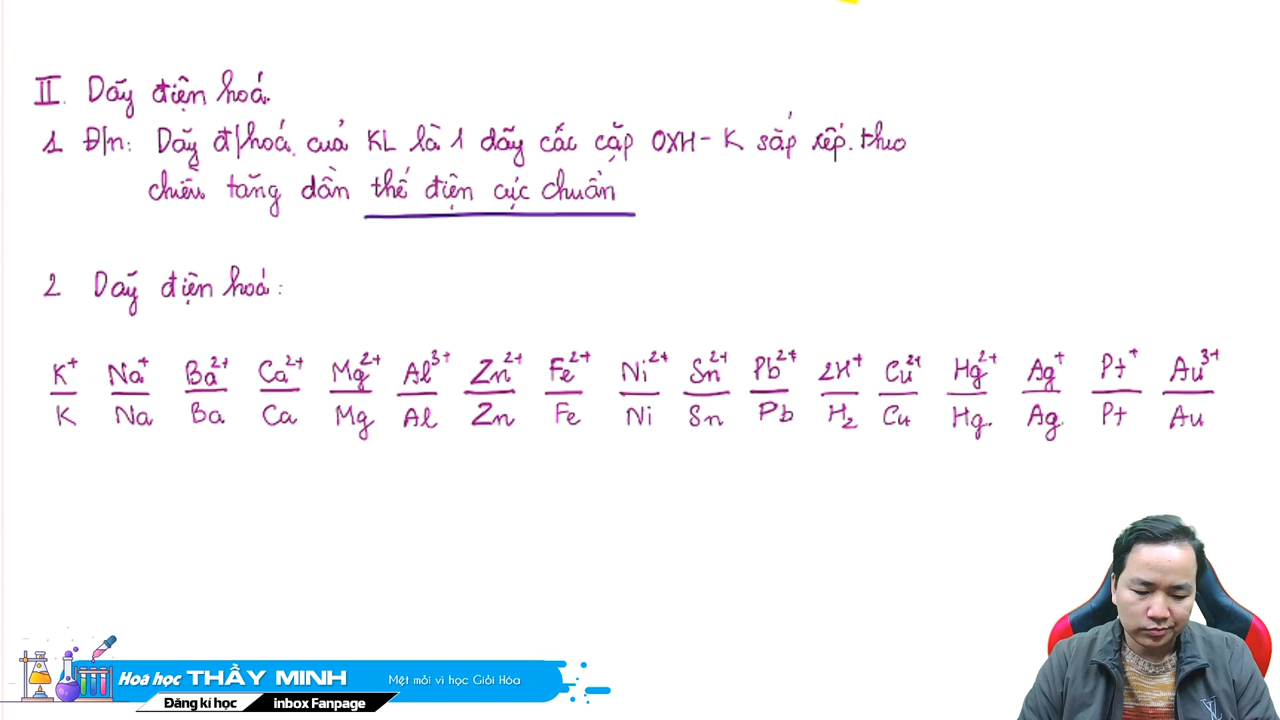 II. Dãy điện hoá.
1 Đ/n: Dãy đ/hoá của KL là 1 dãy các cặp OXH - K sắp xếp theo
chiều tăng dần thế điện cực chuẩn
2 Dãy điện hoá:
K⁺ Na⁺ Ba²⁺ Ca²⁺ Mg²⁺ Al³⁺ Zn²⁺ Fe²⁺ Ni²⁺ Sn²⁺ Pb²⁺ 2H⁺ Cu²⁺ Hg²⁺ Ag⁺ Pt⁺ Au³⁺
K Na Ba Ca Mg Al Zn Fe Ni Sn Pb H₂ Cu Hg Ag Pt Au
Hoá học THẦY MINH
Mệt mỏi vì học Giỏi Hóa
Đăng kí học inbox Fanpage